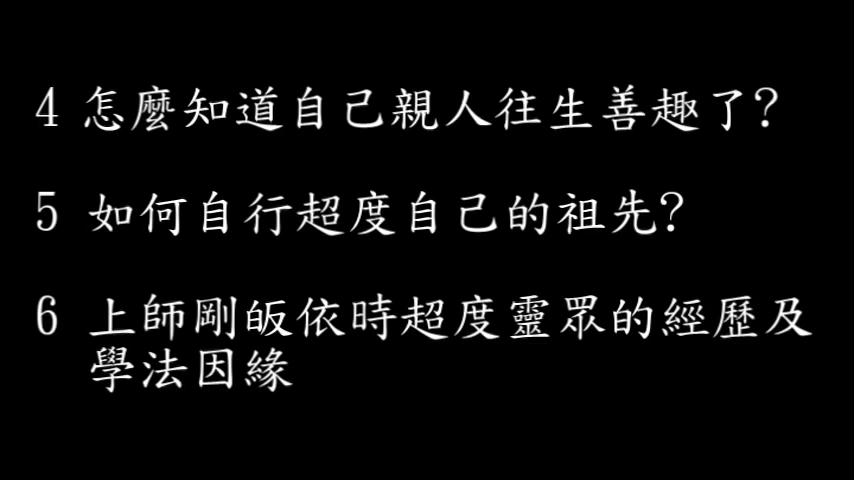 4 怎麼知道自己親人往生善趣了?
5 如何自行超度自己的祖先?
6 上師剛皈依時超度靈眾的經歷及
學法因緣